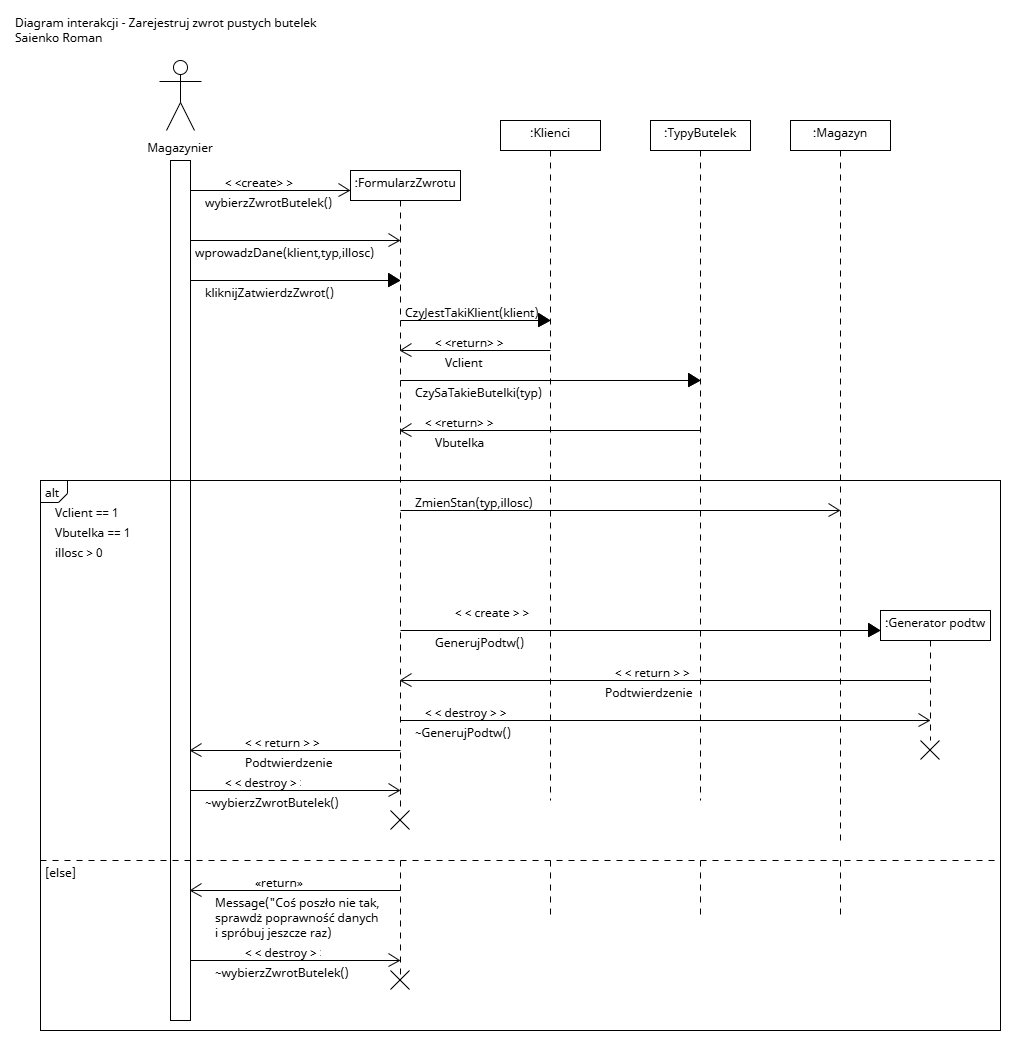 Diagram interakcji - Zarejestruj zwrot pustych butelek
Saienko Roman
Magazynier
:Klienci
:TypyButelek
:Magazyn
< <create> >
:FormularzZwrotu
wybierzZwrotButelek()
wprowadzDane(klient,typ,illosc)
kliknijZatwierdzZwrot()
CzyJestTakiKlient(klient)
< <return> >
Vclient
CzySaTakieButelki(typ)
< <return> >
Vbutelka
alt
Vclient == 1
Vbutelka == 1
illosc > 0
ZmienStan(typ,illosc)
< < create > >
:Generator podtw
GenerujPodtw()
< < return > >
Podtwierdzenie
< < destroy > >
~GenerujPodtw()
< < return > >
Podtwierdzenie
< < destroy > :
~wybierzZwrotButelek()
[else]
«return»
Message("Coś poszło nie tak,
sprawdż poprawność danych
i spróbuj jeszcze raz)
< < destroy > :
~wybierzZwrotButelek()